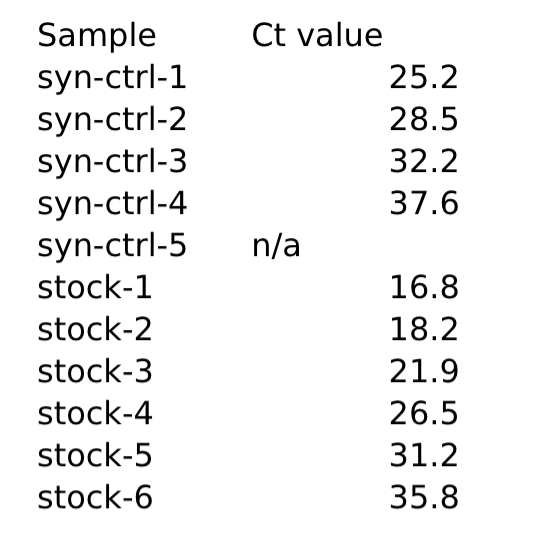 Sample Ct value
syn-ctrl-1 25.2
syn-ctrl-2 28.5
syn-ctrl-3 32.2
syn-ctrl-4 37.6
syn-ctrl-5 n/a
stock-1 16.8
stock-2 18.2
stock-3 21.9
stock-4 26.5
stock-5 31.2
stock-6 35.8